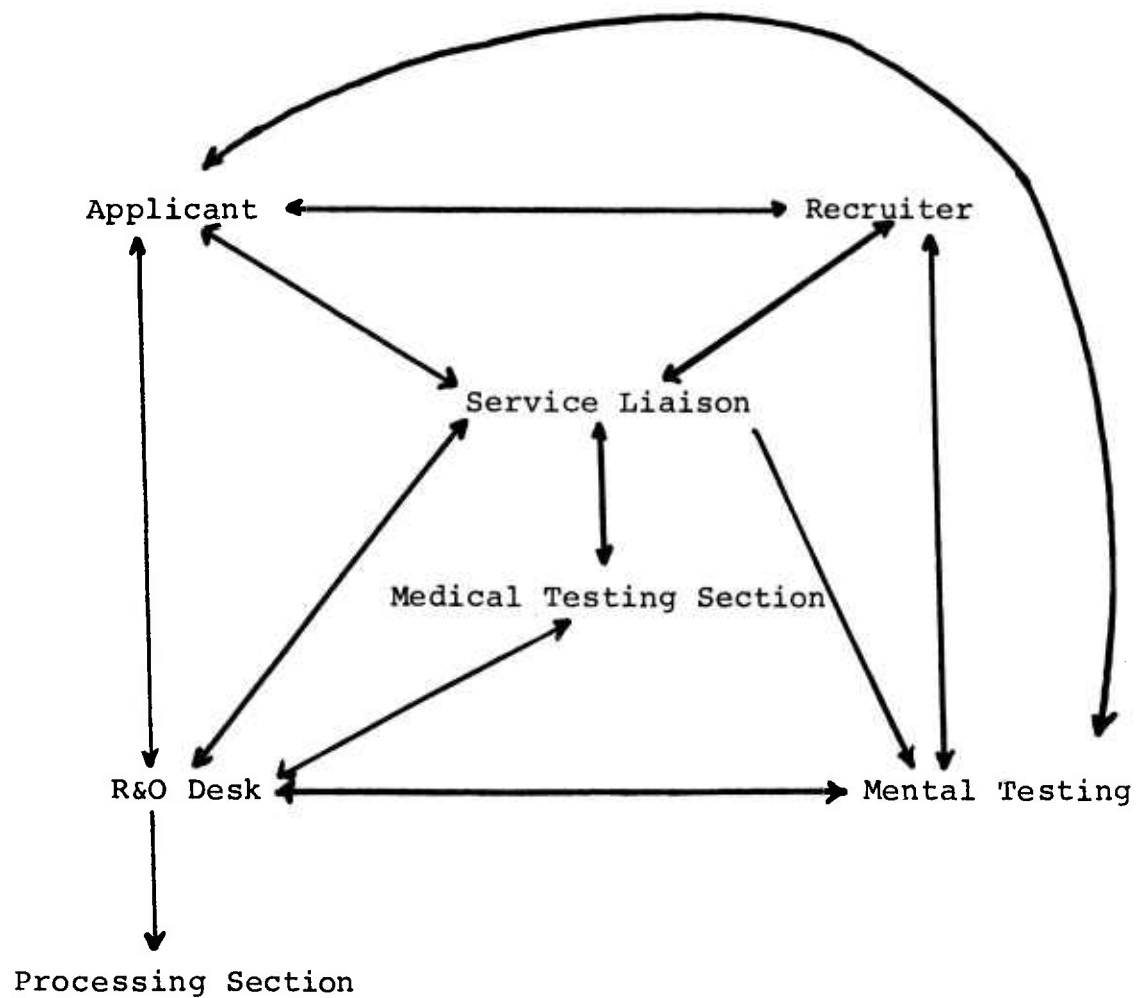 Applicant
Recruiter
Service Liaison
Medical Testing Section
R&O Desk
Mental Testing
Processing Section